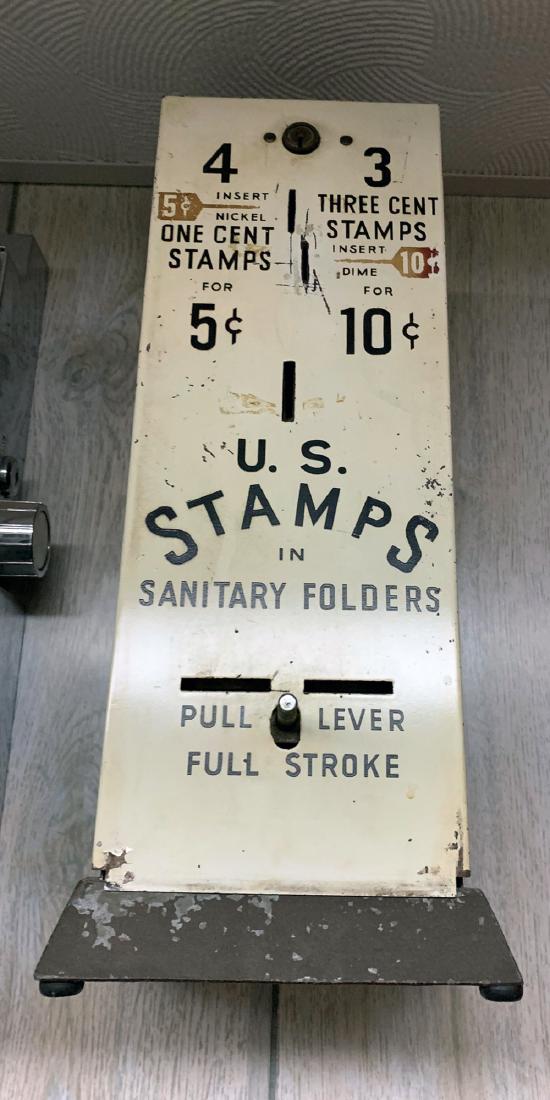 4
5¢ INSERT NICKEL
ONE CENT
STAMPS
FOR
5¢
3
THREE CENT
STAMPS
INSERT
DIME 10¢
FOR
10¢
U. S.
STAMPS
IN
SANITARY FOLDERS
PULL LEVER
FULL STROKE